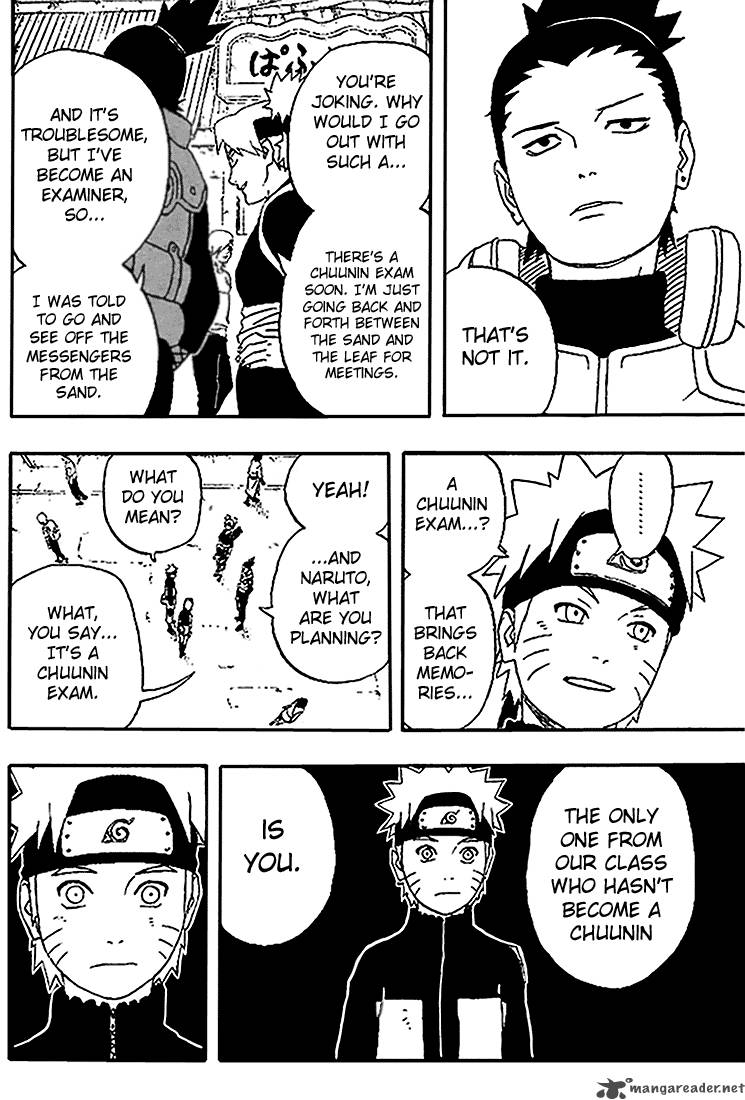 THAT'S
NOT IT.
ぱふ
YOU'RE
JOKING. WHY
WOULD I GO
OUT WITH
SUCH A...
THERE'S A
CHUUNIN EXAM
SOON. I'M JUST
GOING BACK AND
FORTH BETWEEN
THE SAND AND
THE LEAF FOR
MEETINGS.
AND IT'S
TROUBLESOME,
BUT I'VE
BECOME AN
EXAMINER,
SO...
I WAS TOLD
TO GO AND
SEE OFF THE
MESSENGERS
FROM THE
SAND.
.........
A
CHUUNIN
EXAM...?
THAT
BRINGS
BACK
MEMO-
RIES...
YEAH!
...AND
NARUTO,
WHAT
ARE YOU
PLANNING?
WHAT
DO YOU
MEAN?
WHAT,
YOU SAY...
IT'S A
CHUUNIN
EXAM.
THE ONLY
ONE FROM
OUR CLASS
WHO HASN'T
BECOME A
CHUUNIN
IS
YOU.
mangareader.net